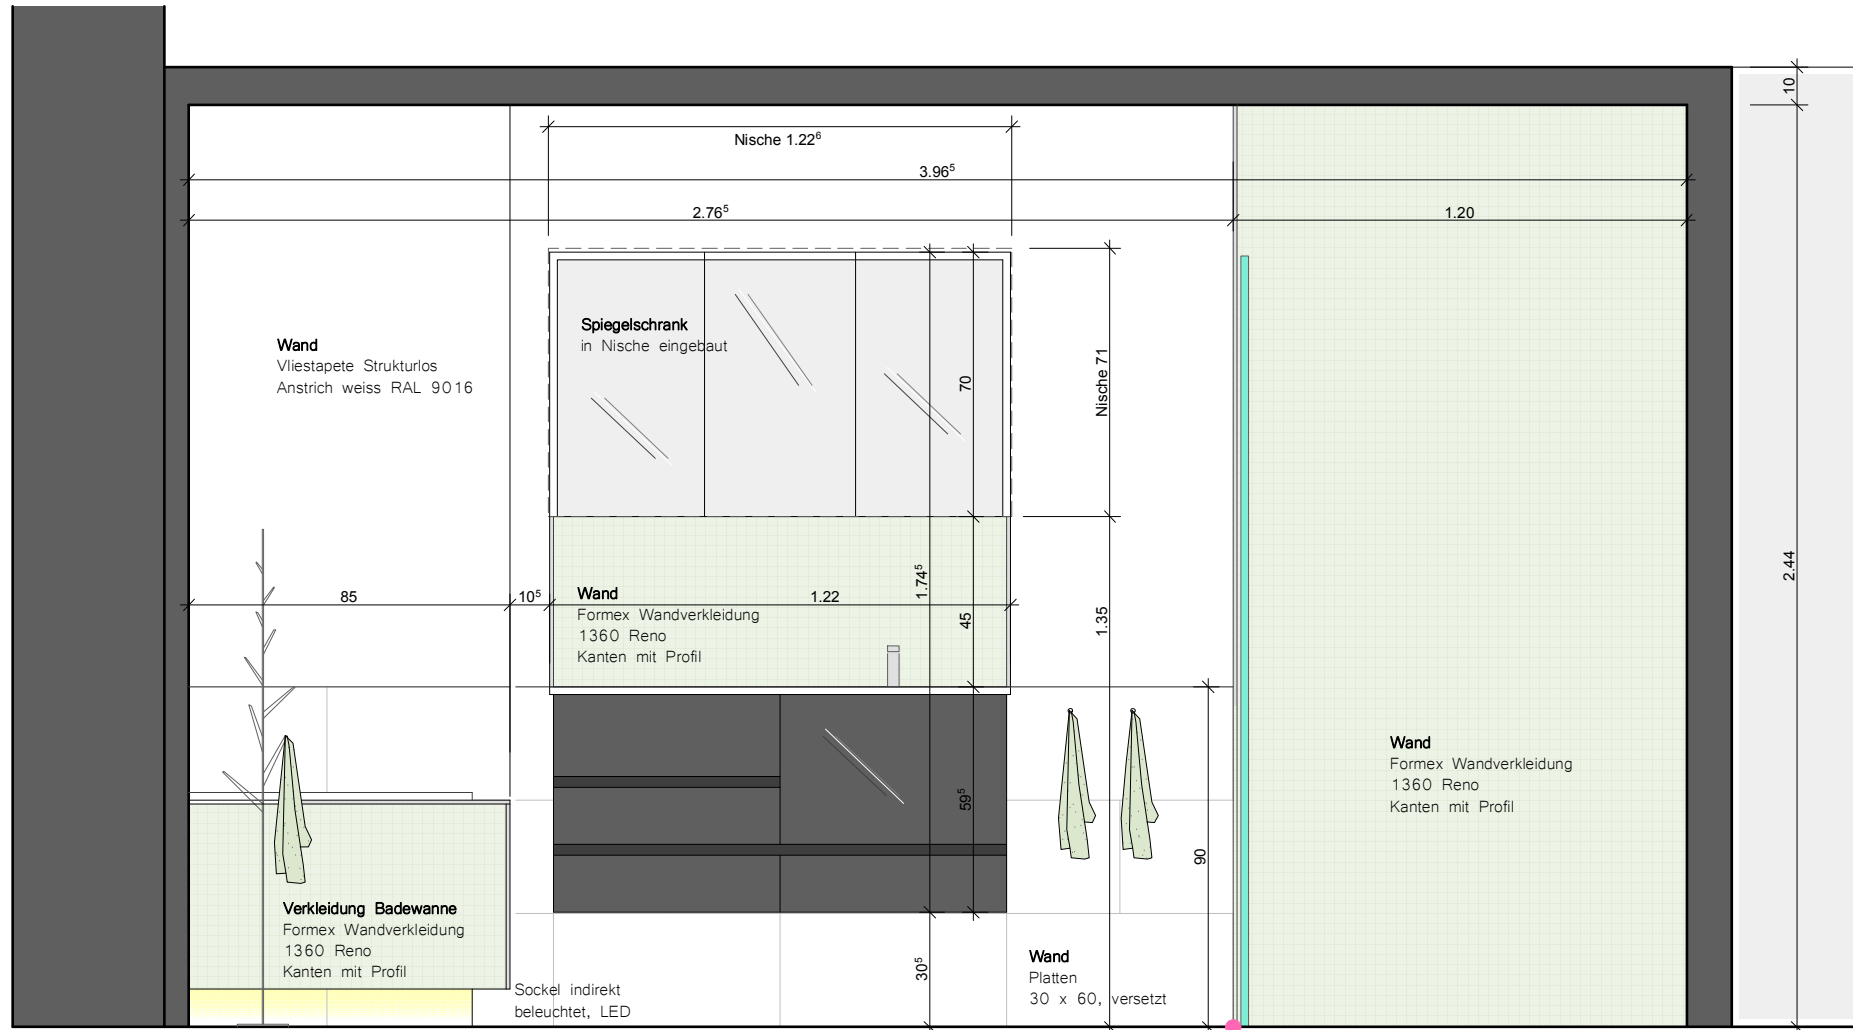 10
Nische 1.22⁶
3.96⁵
2.76⁵
1.20
Spiegelschrank
in Nische eingebaut
Wand
Vliestapete Strukturlos
Anstrich weiss RAL 9016
70
Nische 71
2.44
85
10⁵
Wand
Formex Wandverkleidung
1360 Reno
Kanten mit Profil
1.22
1.74⁵
45
1.35
Wand
Formex Wandverkleidung
1360 Reno
Kanten mit Profil
59⁵
90
Verkleidung Badewanne
Formex Wandverkleidung
1360 Reno
Kanten mit Profil
Sockel indirekt
beleuchtet, LED
30⁵
Wand
Platten
30 x 60, versetzt